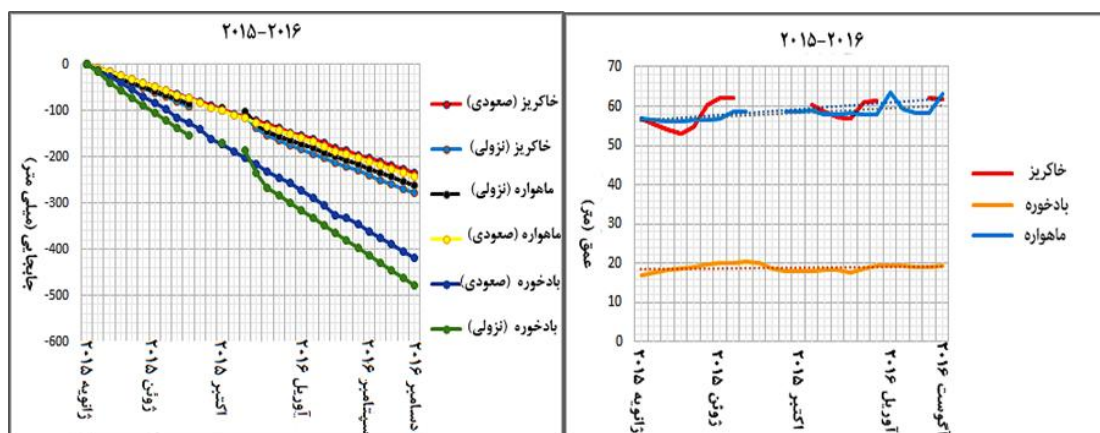 ۲۰۱۵-۲۰۱۶
0
-100
-200
-300
-400
-500
-600
جابجایی (میلی متر)
ژانویه ۲۰۱۵
ژوئن ۲۰۱۵
اکتبر ۲۰۱۵
آوریل ۲۰۱۶
سپتامبر ۲۰۱۶
دسامبر ۲۰۱۶
خاکریز (صعودی)
خاکریز (نزولی)
ماهواره (نزولی)
ماهواره (صعودی)
بادخوره (صعودی)
بادخوره (نزولی)
۲۰۱۵-۲۰۱۶
70
60
50
40
30
20
10
0
عمق (متر)
ژانویه ۲۰۱۵
ژوئن ۲۰۱۵
اکتبر ۲۰۱۵
آوریل ۲۰۱۶
آگوست ۲۰۱۶
خاکریز
بادخوره
ماهواره